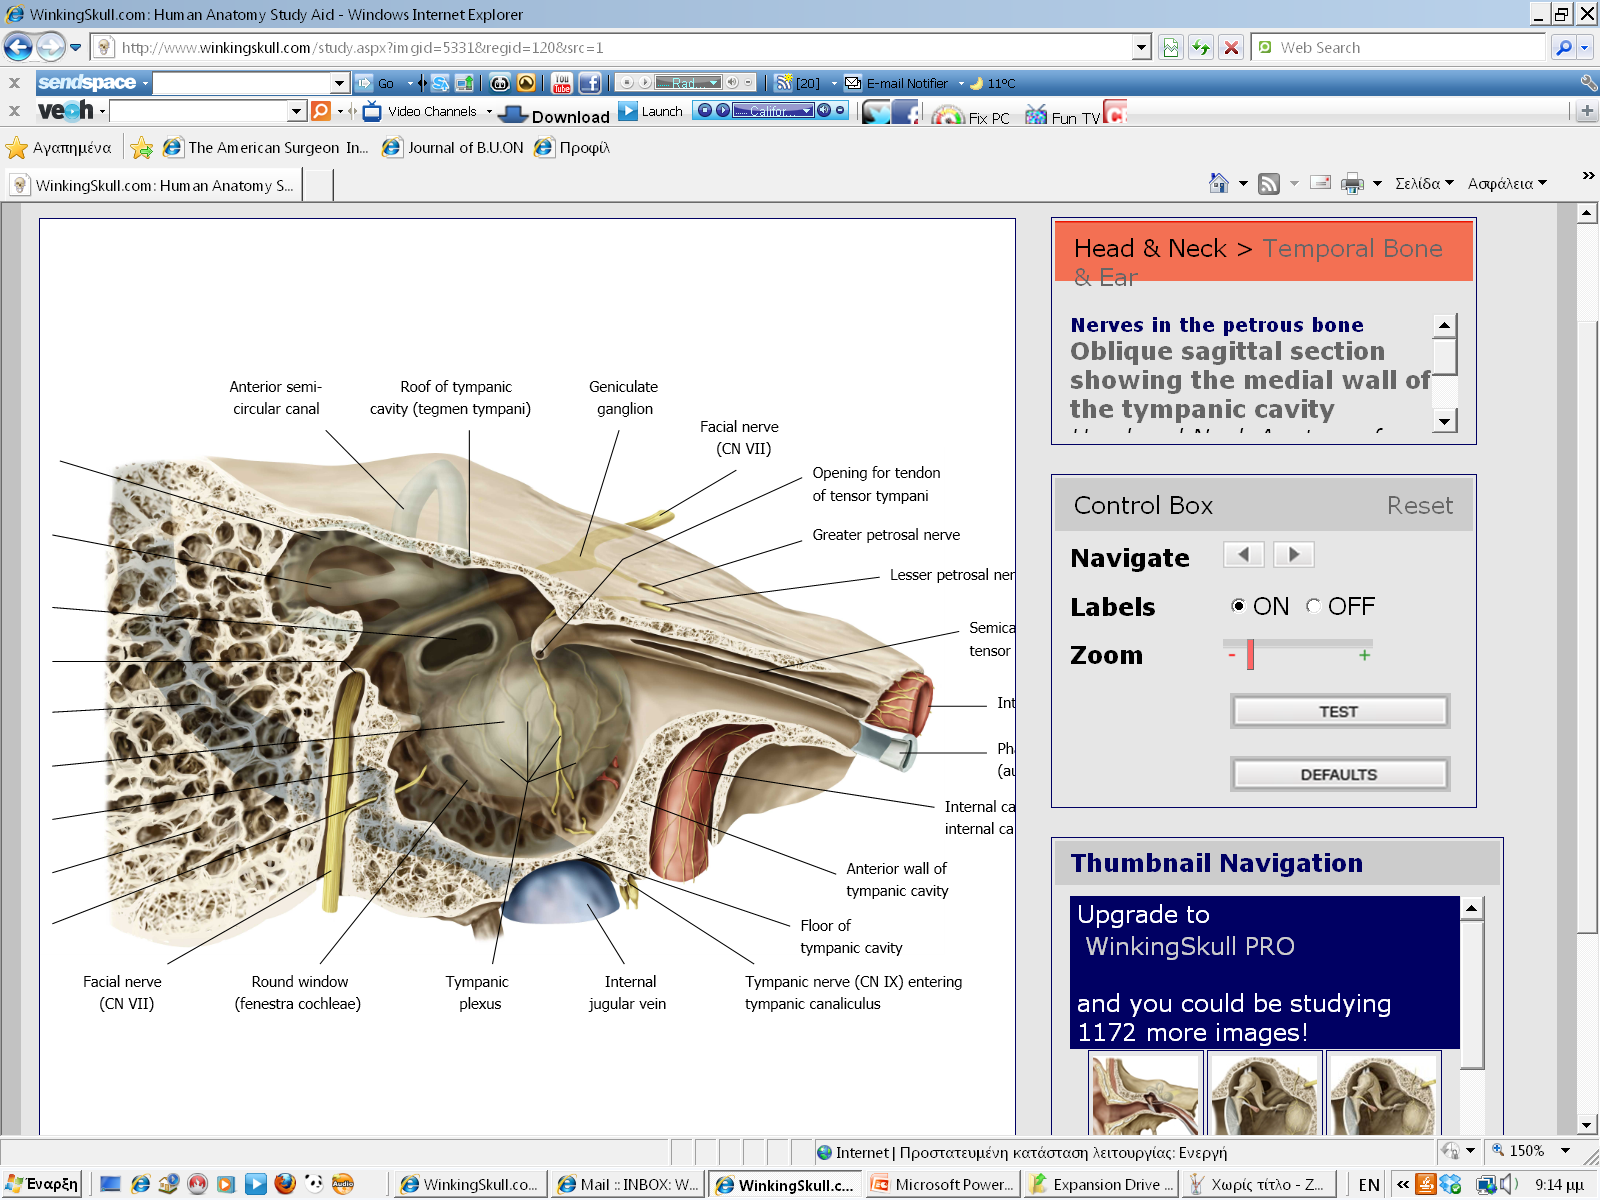 WinkingSkull.com: Human Anatomy Study Aid - Windows Internet Explorer
http://www.winkingskull.com/study.aspx?imgid=5331&regid=120&src=1
Web Search
x sendspace Go You Tube Rad... [20] E-mail Notifier 11°C
x veoh Video Channels Download Launch Califor... Fix PC Fun TV
Αγαπημένα The American Surgeon In... Journal of B.U.ON Προφίλ
WinkingSkull.com: Human Anatomy S...
Σελίδα Ασφάλεια »
Anterior semi-
circular canal
Roof of tympanic
cavity (tegmen tympani)
Geniculate
ganglion
Facial nerve
(CN VII)
Opening for tendon
of tensor tympani
Greater petrosal nerve
Lesser petrosal ner
Semica
tensor
Int
Ph
(au
Internal ca
internal ca
Anterior wall of
tympanic cavity
Floor of
tympanic cavity
Facial nerve
(CN VII)
Round window
(fenestra cochleae)
Tympanic
plexus
Internal
jugular vein
Tympanic nerve (CN IX) entering
tympanic canaliculus
Head & Neck > Temporal Bone
& Ear
Nerves in the petrous bone
Oblique sagittal section
showing the medial wall of
the tympanic cavity
Control Box Reset
Navigate
Labels ON OFF
Zoom - +
TEST
DEFAULTS
Thumbnail Navigation
Upgrade to
WinkingSkull PRO
and you could be studying
1172 more images!
Internet | Προστατευμένη κατάσταση λειτουργίας: Ενεργή 150%
Έναρξη Audio WinkingSkull.co... Mail :: INBOX: W... WinkingSkull.c... Microsoft Power... Expansion Drive ... Χωρίς τίτλο - Z... EN « 9:14 μμ